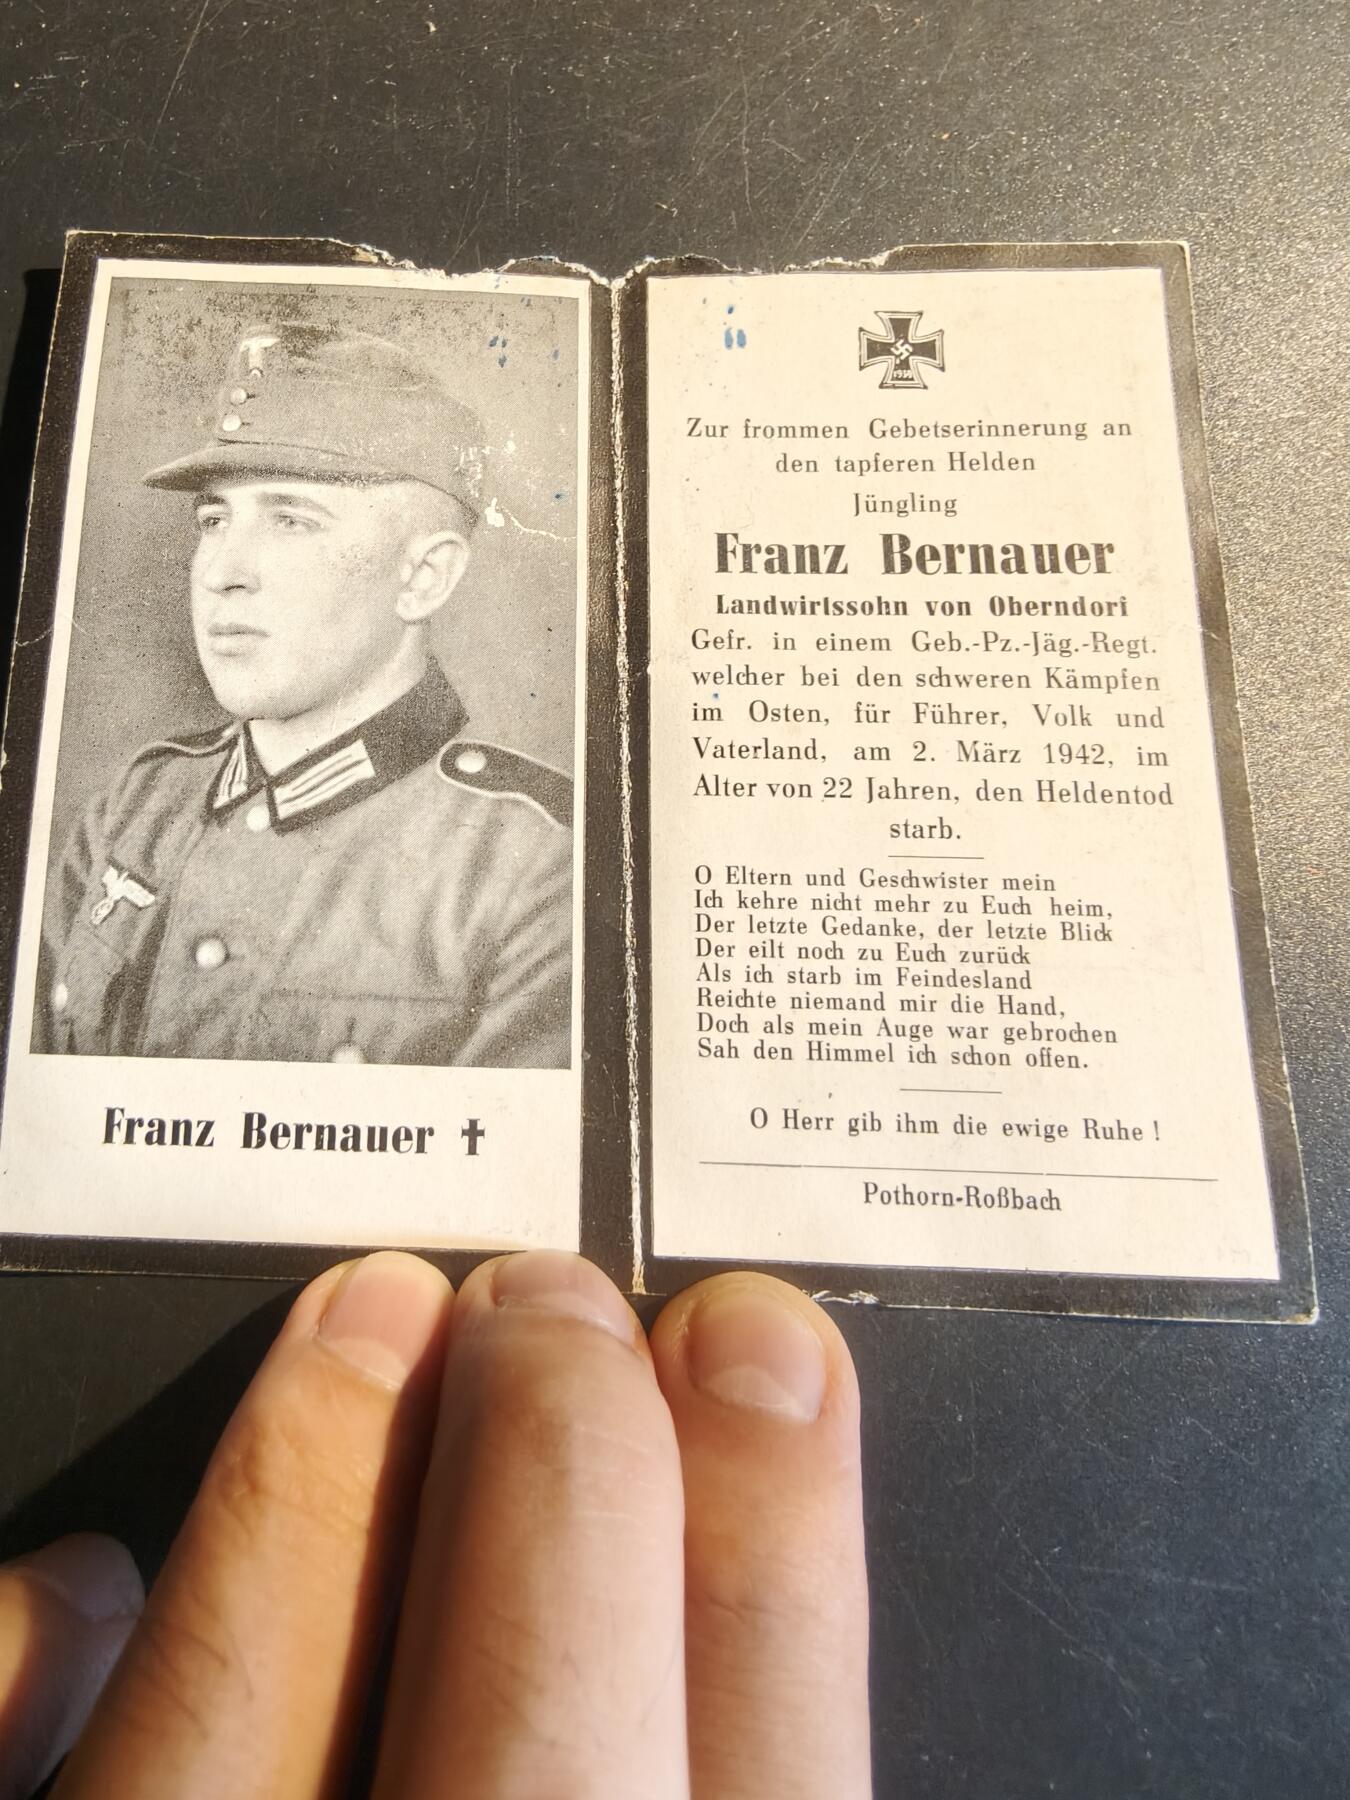 Franz Bernauer ✝
1939
Zur frommen Gebetserinnerung an
den tapferen Helden
Jüngling
Franz Bernauer
Landwirtssohn von Oberndorf
Gefr. in einem Geb.-Pz.-Jäg.-Regt.
welcher bei den schweren Kämpfen
im Osten, für Führer, Volk und
Vaterland, am 2. März 1942, im
Alter von 22 Jahren, den Heldentod
starb.
O Eltern und Geschwister mein
Ich kehre nicht mehr zu Euch heim,
Der letzte Gedanke, der letzte Blick
Der eilt noch zu Euch zurück
Als ich starb im Feindesland
Reichte niemand mir die Hand,
Doch als mein Auge war gebrochen
Sah den Himmel ich schon offen.
O Herr gib ihm die ewige Ruhe !
Pothorn-Roßbach